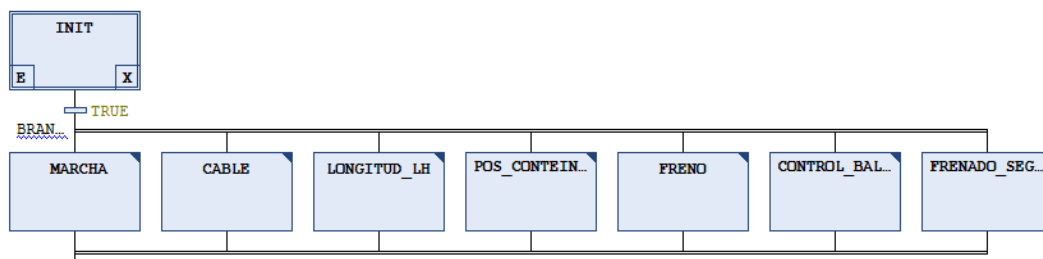 INIT
E X
TRUE
BRAN...
MARCHA CABLE LONGITUD_LH POS_CONTEIN... FRENO CONTROL_BAL... FRENADO_SEG...